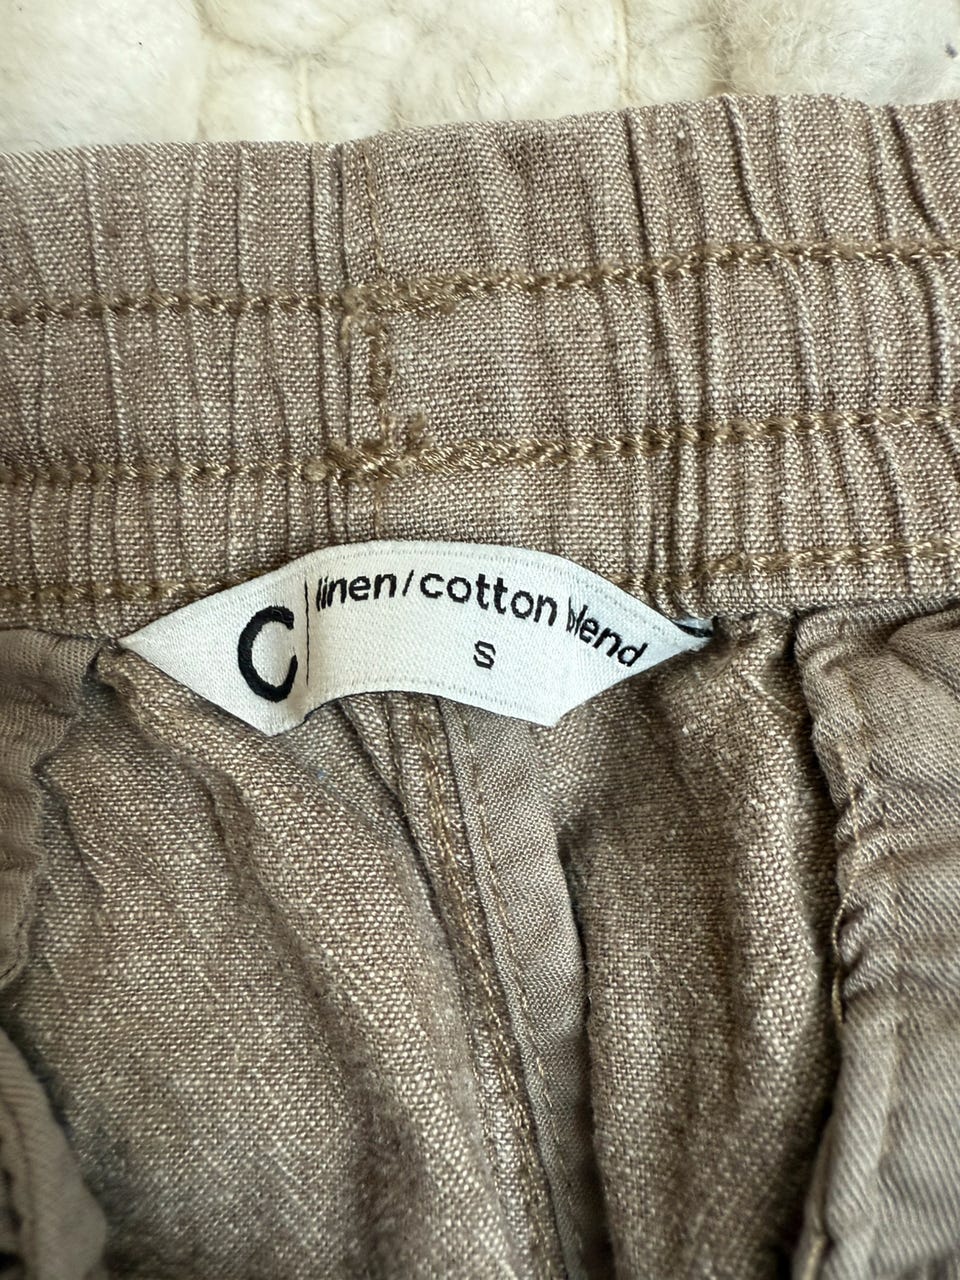 C | linen/cotton blend
S